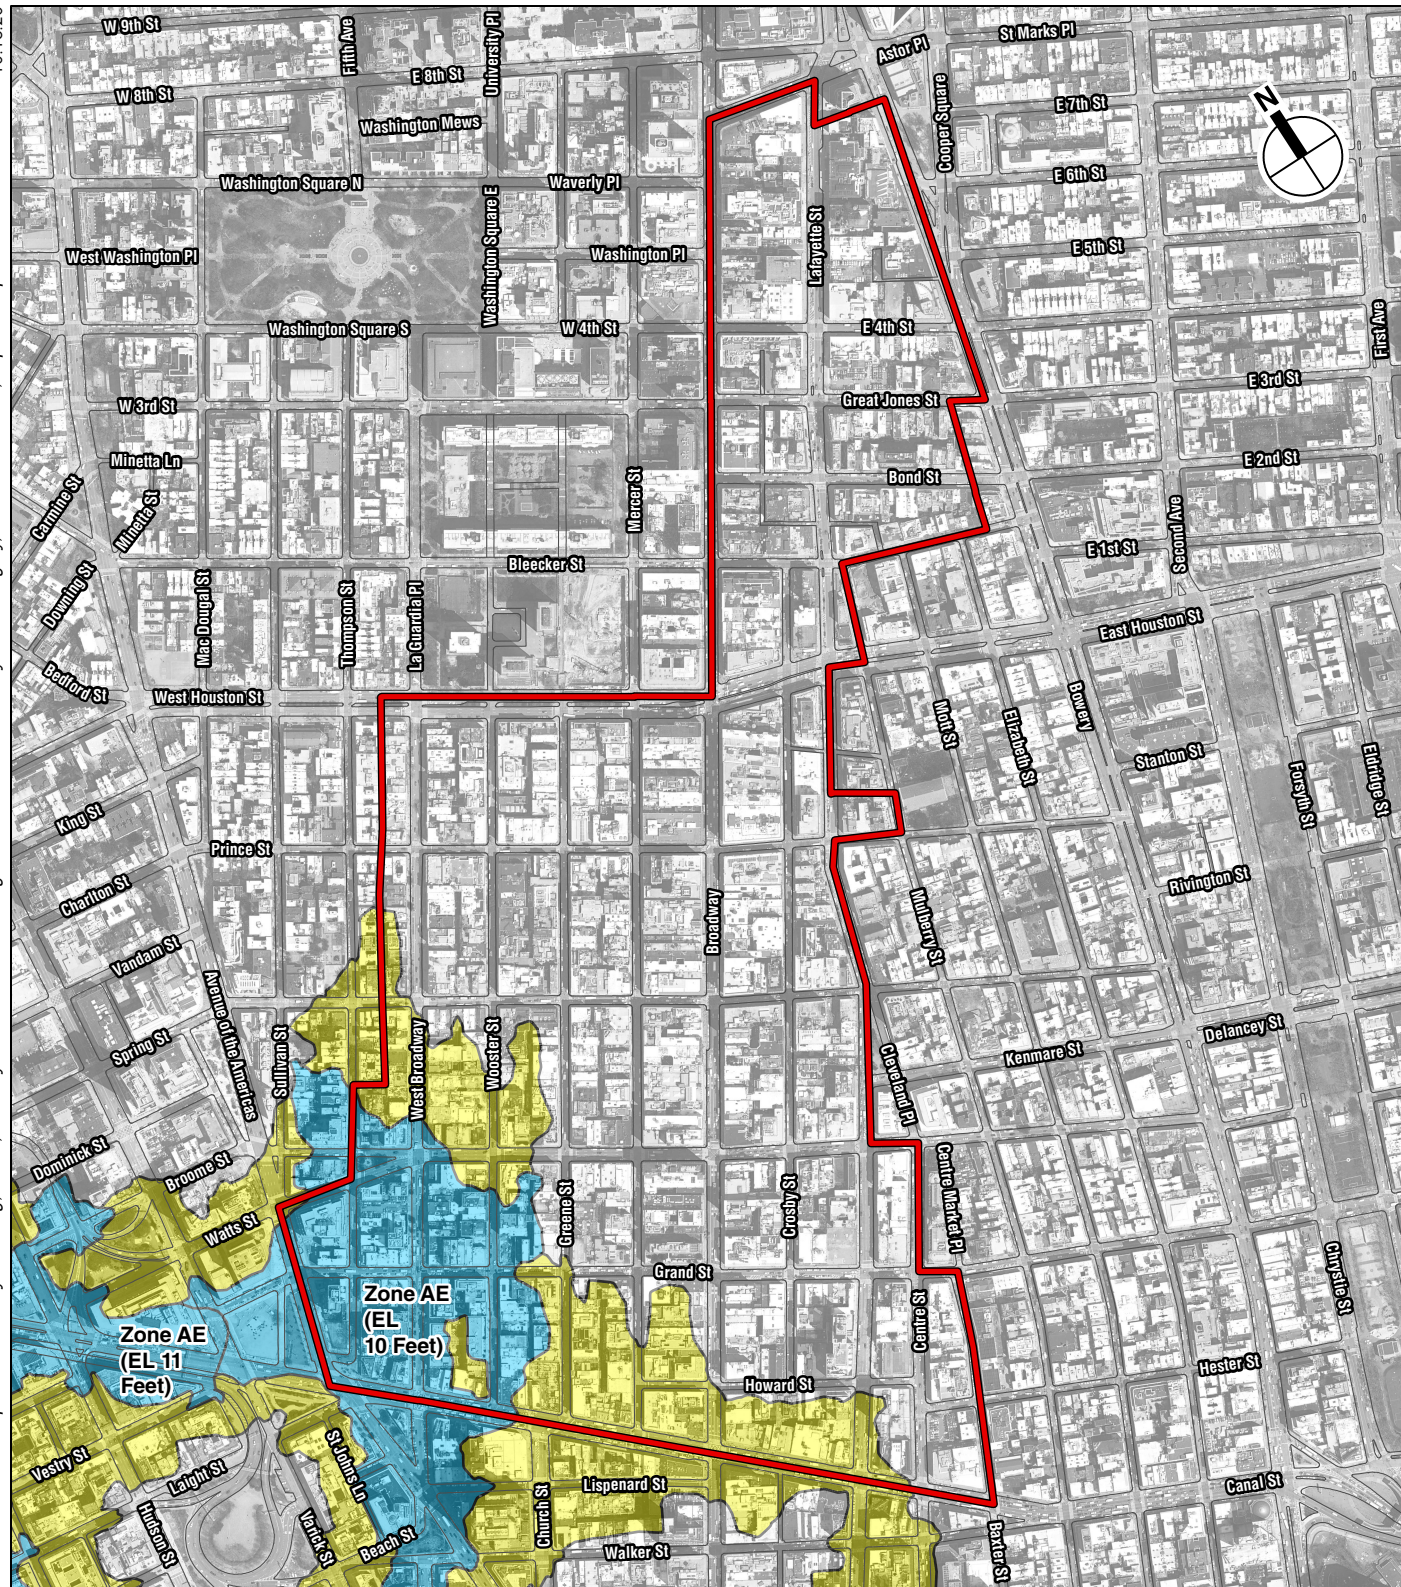 W 9th St
Fifth Ave
University Pl
Astor Pl
St Marks Pl
W 8th St
E 8th St
Cooper Square
E 7th St
N
Washington Mews
Washington Square N
Waverly Pl
E 6th St
West Washington Pl
Washington Square E
Washington Pl
Lafayette St
E 5th St
Washington Square S
W 4th St
E 4th St
First Ave
W 3rd St
Great Jones St
E 3rd St
Minetta Ln
Bond St
E 2nd St
Carmine St
Minetta St
Mercer St
Second Ave
Downing St
Bleecker St
E 1st St
Mac Dougal St
Thompson St
La Guardia Pl
East Houston St
Bedford St
West Houston St
Mott St
Elizabeth St
Bowery
Stanton St
Forsyth St
Eldridge St
King St
Prince St
Charlton St
Broadway
Mulberry St
Rivington St
Vandam St
Avenue of the Americas
Spring St
Sullivan St
West Broadway
Wooster St
Cleveland Pl
Kenmare St
Delancey St
Dominick St
Broome St
Watts St
Greene St
Crosby St
Centre Market Pl
Chrystie St
Grand St
Zone AE
(EL
10 Feet)
Zone AE
(EL 11
Feet)
Centre St
Howard St
Hester St
Vestry St
Laight St
St Johns Ln
Lispenard St
Canal St
Hudson St
Varick St
Beach St
Church St
Walker St
Baxter St